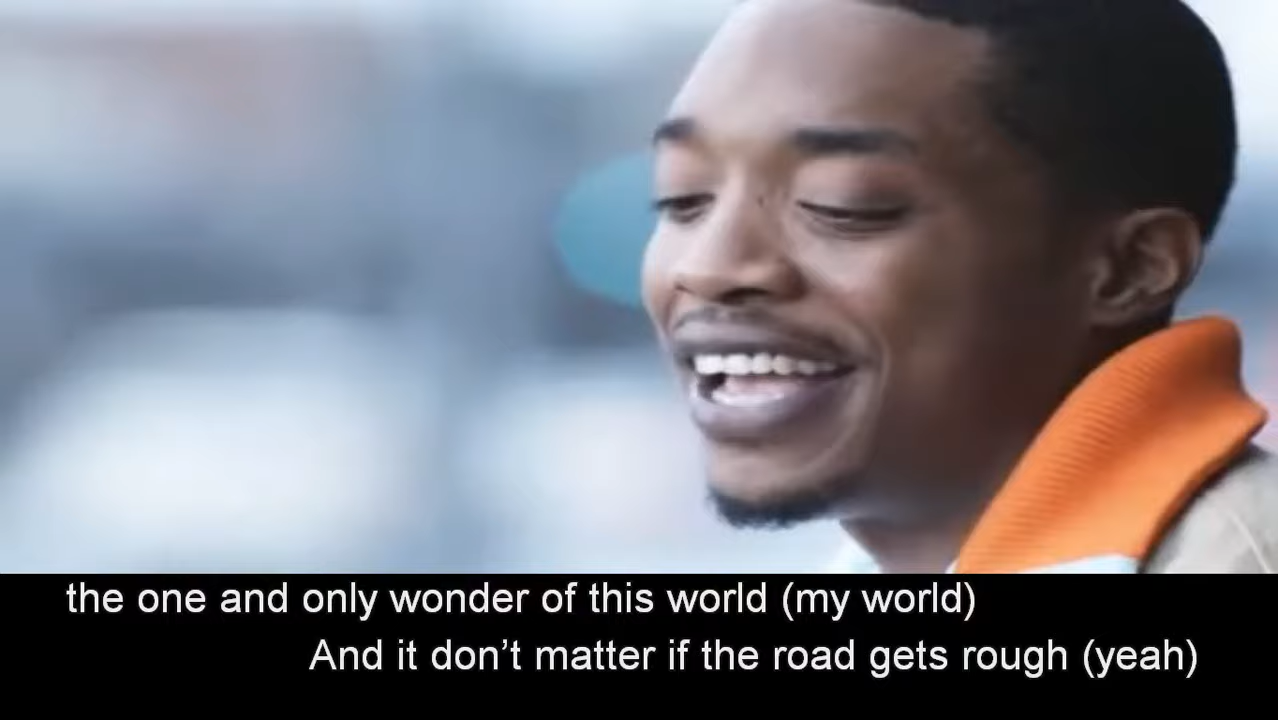 the one and only wonder of this world (my world)
And it don’t matter if the road gets rough (yeah)